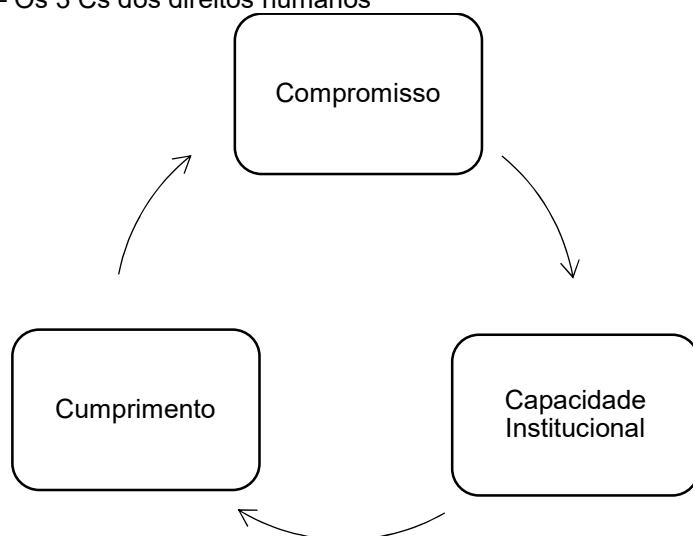 - Os 3 Cs dos direitos humanos
Compromisso
Cumprimento
Capacidade
Institucional